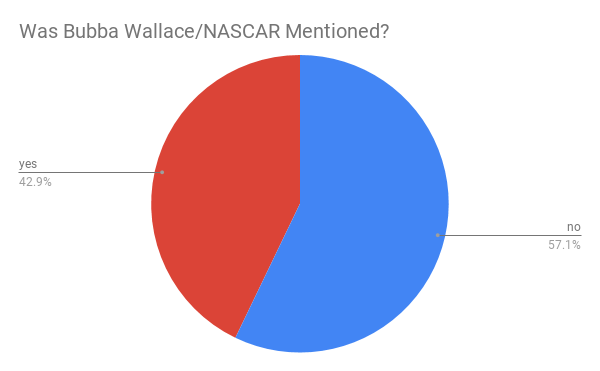 Was Bubba Wallace/NASCAR Mentioned?
yes
42.9%
no
57.1%